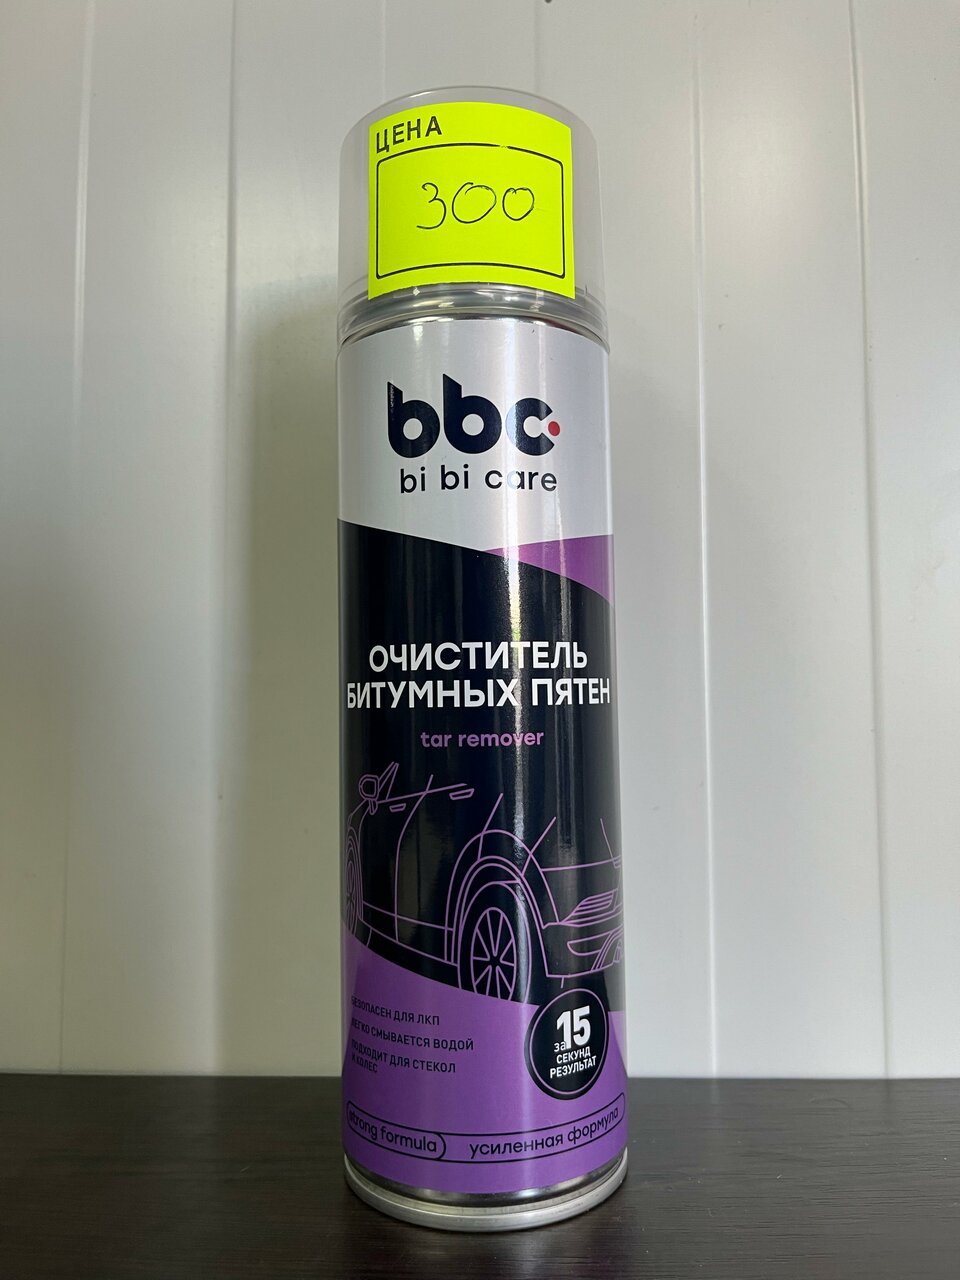 ЦЕНА
300
bbc
bi bi care
ОЧИСТИТЕЛЬ
БИТУМНЫХ ПЯТЕН
tar remover
БЕЗОПАСЕН ДЛЯ ЛКП
ЛЕГКО СМЫВАЕТСЯ ВОДОЙ
ПОДХОДИТ ДЛЯ СТЕКОЛ
И КОЛЕС
за 15
СЕКУНД
РЕЗУЛЬТАТ
strong formula усиленная формула